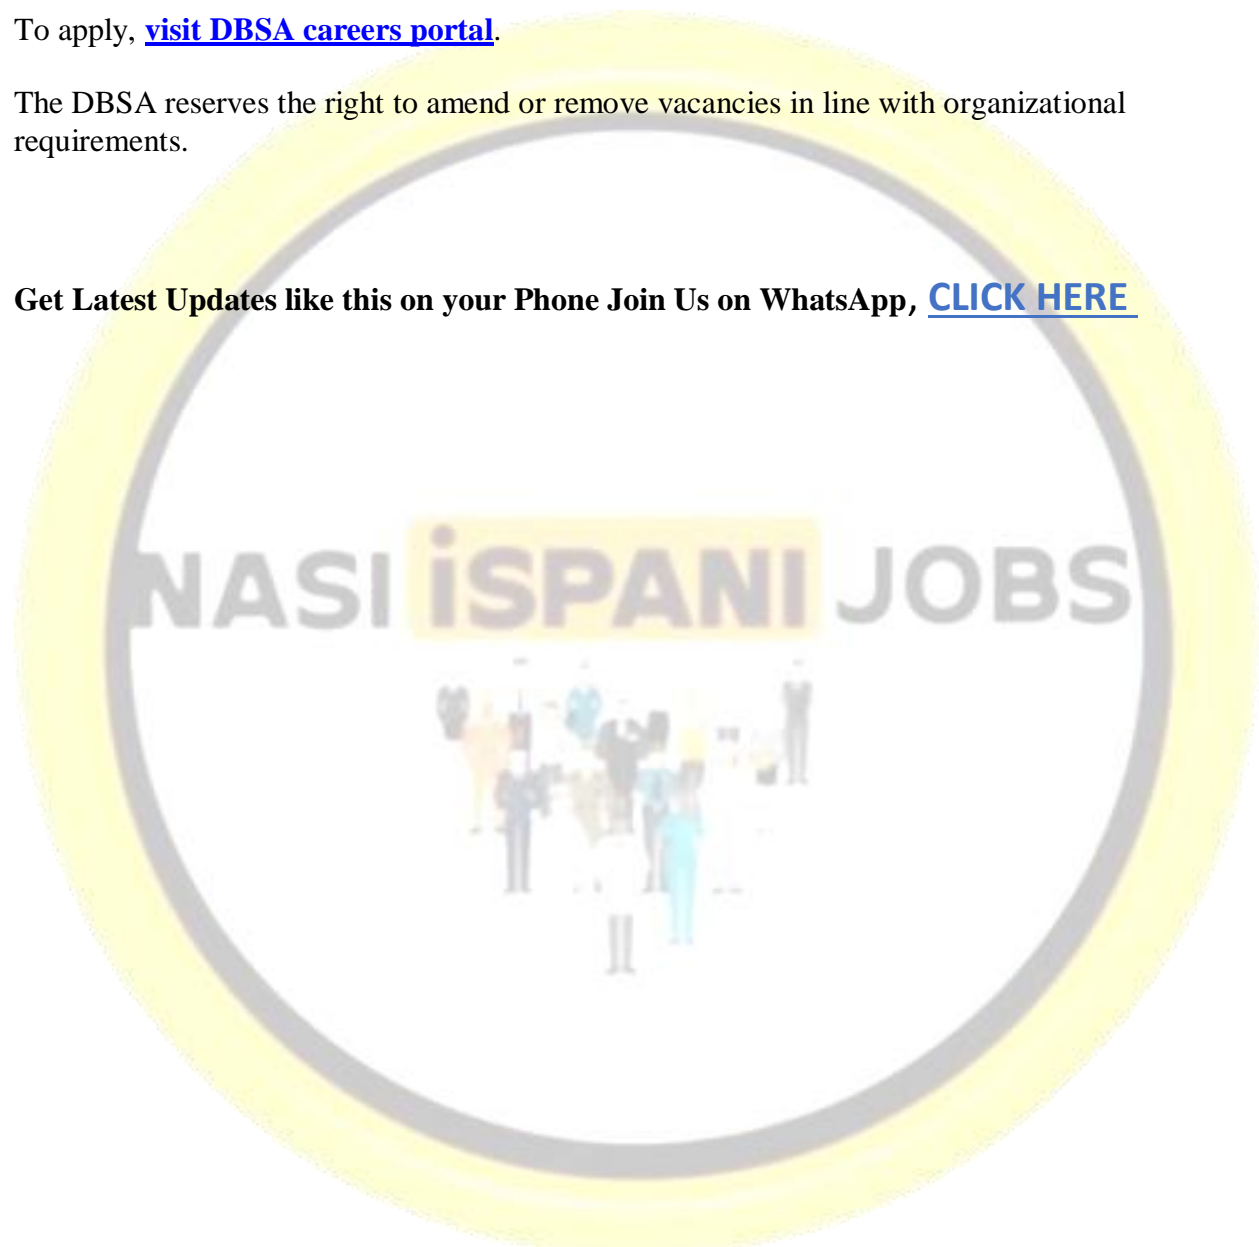 To apply, visit DBSA careers portal.
The DBSA reserves the right to amend or remove vacancies in line with organizational
requirements.
Get Latest Updates like this on your Phone Join Us on WhatsApp, CLICK HERE
NASI iSPANI JOBS